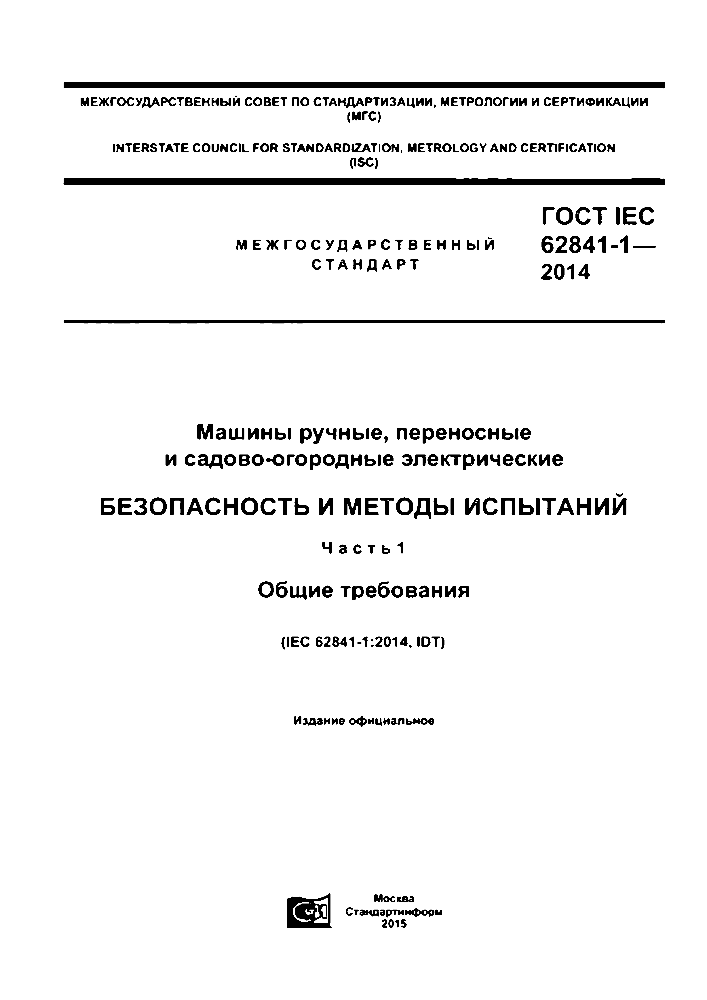 МЕЖГОСУДАРСТВЕННЫЙ СОВЕТ ПО СТАНДАРТИЗАЦИИ, МЕТРОЛОГИИ И СЕРТИФИКАЦИИ
(МГС)
INTERSTATE COUNCIL FOR STANDARDIZATION, METROLOGY AND CERTIFICATION
(ISC)
МЕЖГОСУДАРСТВЕННЫЙ
СТАНДАРТ
ГОСТ IEC
62841-1—
2014
Машины ручные, переносные
и садово-огородные электрические
БЕЗОПАСНОСТЬ И МЕТОДЫ ИСПЫТАНИЙ
Часть 1
Общие требования
(IEC 62841-1:2014, IDT)
Издание официальное
Москва
Стандартинформ
2015